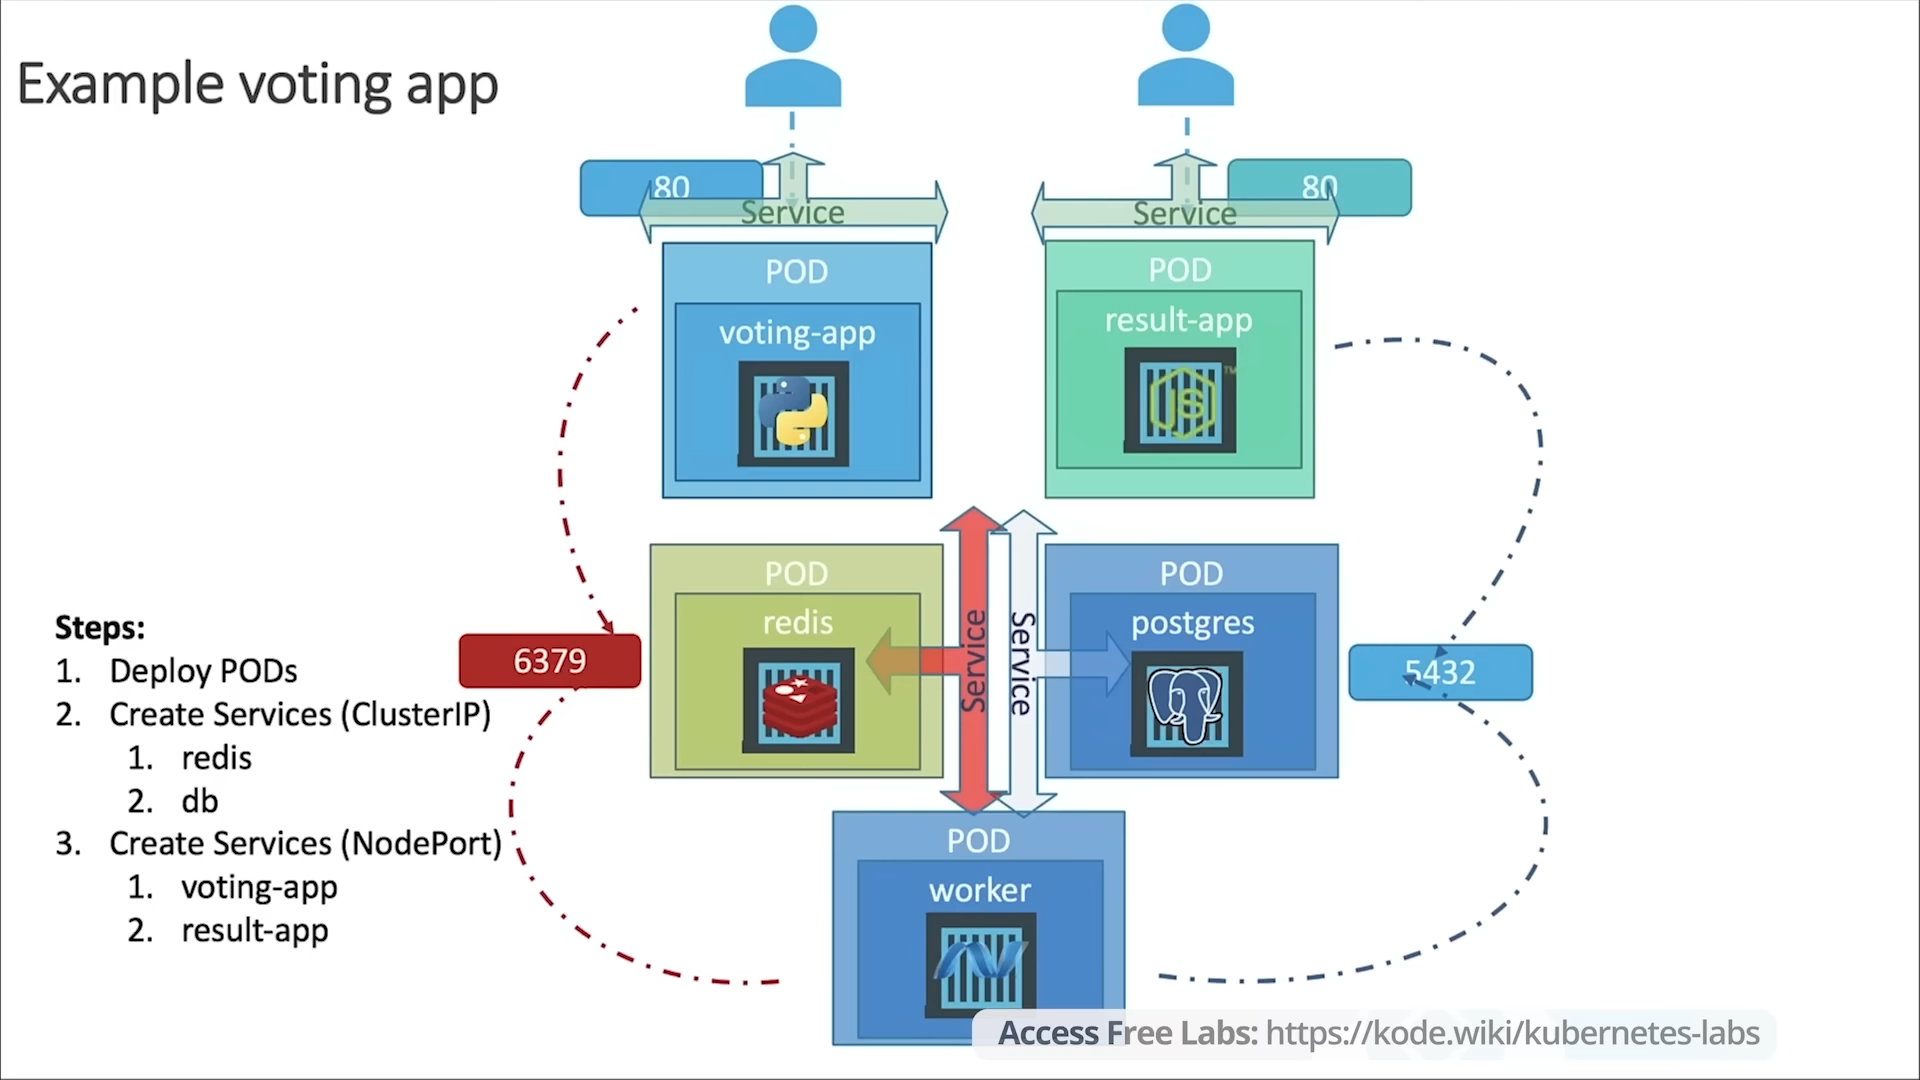 Example voting app
80
Service
80
Service
POD
voting-app
POD
result-app
JS
TM
POD
redis
Service
Service
POD
postgres
6379
5432
POD
worker
Steps:
1. Deploy PODs
2. Create Services (ClusterIP)
1. redis
2. db
3. Create Services (NodePort)
1. voting-app
2. result-app
Access Free Labs: https://kode.wiki/kubernetes-labs